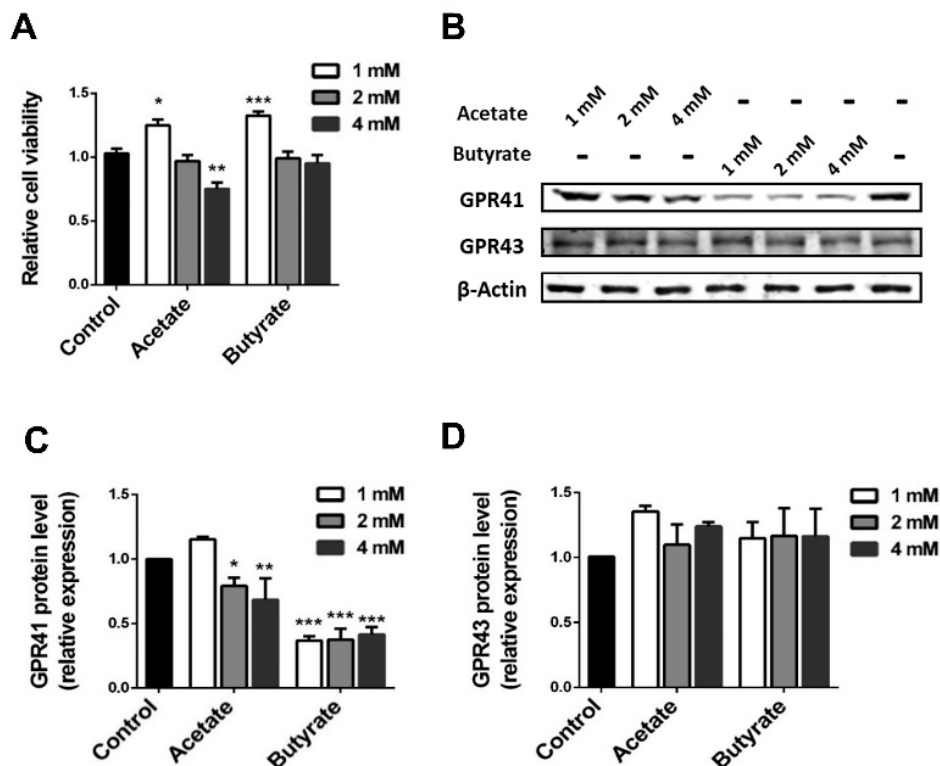 A
Relative cell viability
1.5
1.0
0.5
0.0
*
**
***
1 mM
2 mM
4 mM
Control
Acetate
Butyrate
B
Acetate 1 mM 2 mM 4 mM - - - -
Butyrate - - - 1 mM 2 mM 4 mM -
GPR41
GPR43
β-Actin
C
GPR41 protein level
(relative expression)
1.5
1.0
0.5
0.0
*
**
***
***
***
1 mM
2 mM
4 mM
Control
Acetate
Butyrate
D
GPR43 protein level
(relative expression)
1.5
1.0
0.5
0.0
1 mM
2 mM
4 mM
Control
Acetate
Butyrate